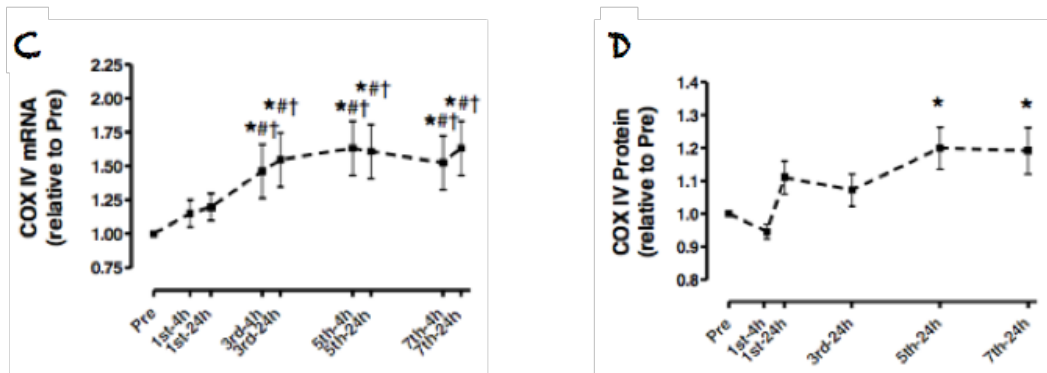 C
COX IV mRNA
(relative to Pre)
2.25
2.00
1.75
1.50
1.25
1.00
0.75
*#†
*#†
*#†
*#†
*#†
*#†
Pre
1st-4h
1st-24h
3rd-4h
3rd-24h
5th-4h
5th-24h
7th-4h
7th-24h
D
COX IV Protein
(relative to Pre)
1.4
1.3
1.2
1.1
1.0
0.9
0.8
*
*
Pre
1st-4h
1st-24h
3rd-24h
5th-24h
7th-24h